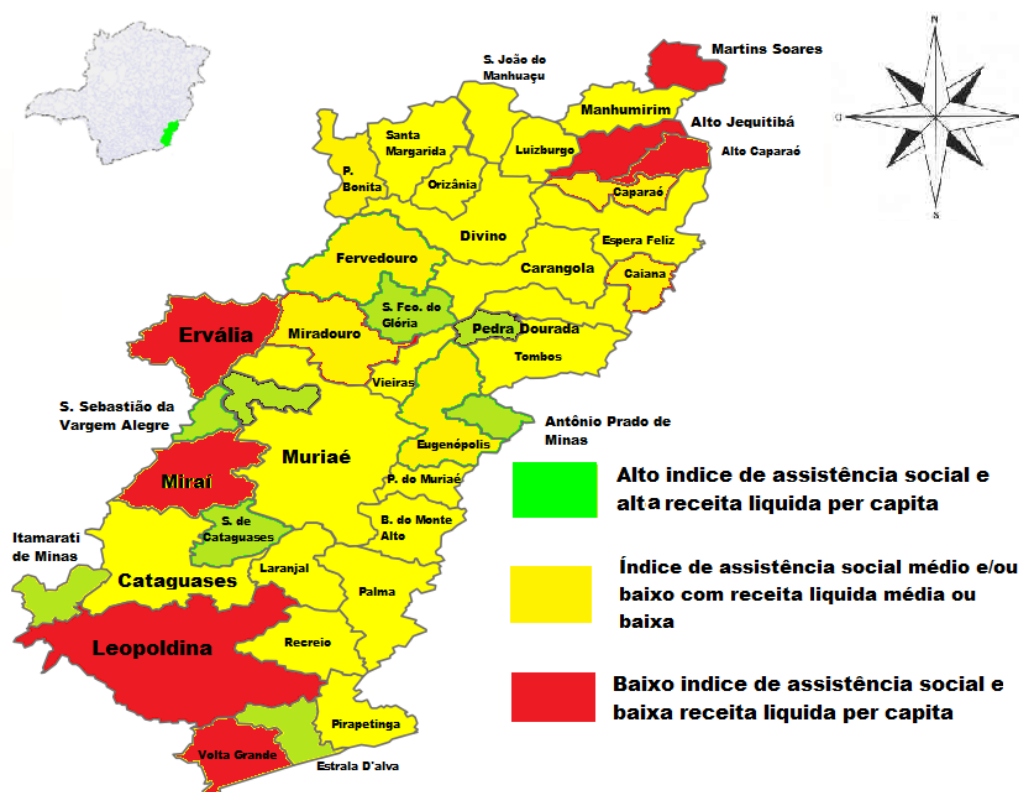 Martins Soares
S. João do
Manhuaçu
N
Manhumirim
Alto Jequitibá
Santa
Margarida
Luizburgo
Alto Caparaó
P.
Bonita
Orizânia
Caparaó
S
Divino
Espera Feliz
Fervedouro
Carangola
Caiana
S. Fco. do
Glória
Ervália
Miradouro
Pedra Dourada
Tombos
Vieiras
S. Sebastião da
Vargem Alegre
Antônio Prado de
Minas
Eugenópolis
Muriaé
Miraí
P. do Muriaé
Alto indice de assistência social e
alta receita liquida per capita
B. do Monte
Alto
S. de
Cataguases
Itamarati
de Minas
Laranjal
Cataguases
Palma
Índice de assistência social médio e/ou
baixo com receita liquida média ou
baixa
Leopoldina
Recreio
Baixo indice de assistência social e
baixa receita liquida per capita
Pirapetinga
Volta Grande
Estrala D'alva